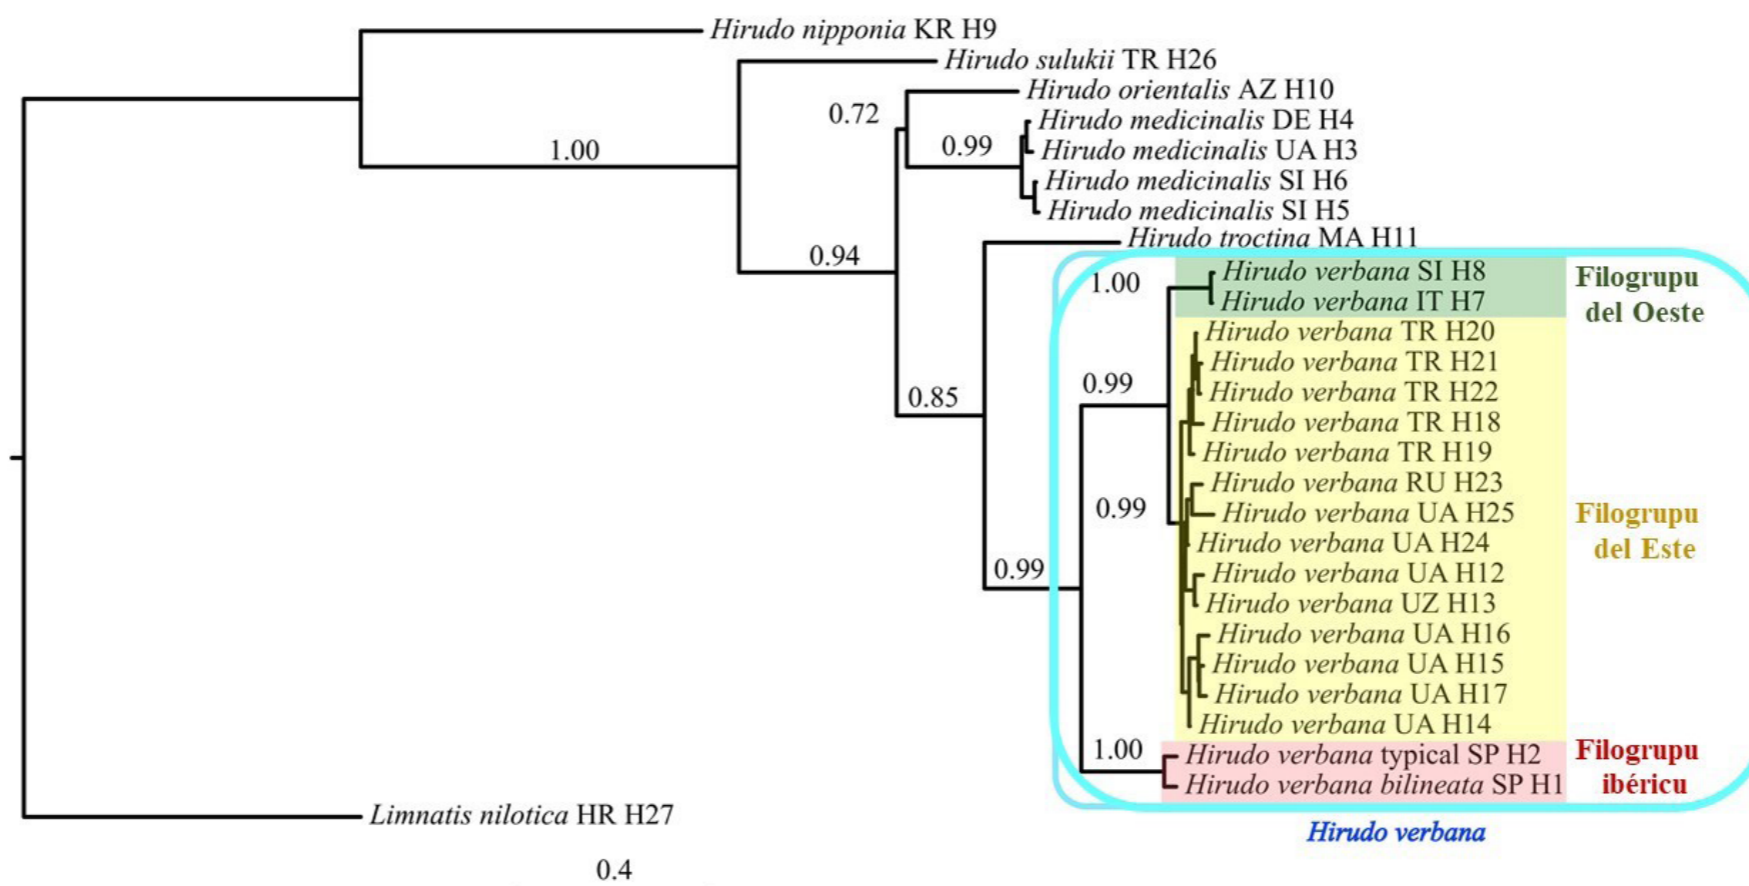 Hirudo nipponia KR H9
Hirudo sulukii TR H26
Hirudo orientalis AZ H10
0.72
Hirudo medicinalis DE H4
0.99
Hirudo medicinalis UA H3
1.00
Hirudo medicinalis SI H6
Hirudo medicinalis SI H5
Hirudo troctina MA H11
0.94
1.00
Hirudo verbana SI H8
Hirudo verbana IT H7
Filogrupu
del Oeste
Hirudo verbana TR H20
Hirudo verbana TR H21
0.99
Hirudo verbana TR H22
0.85
Hirudo verbana TR H18
Hirudo verbana TR H19
Hirudo verbana RU H23
0.99
Hirudo verbana UA H25
Filogrupu
del Este
Hirudo verbana UA H24
0.99
Hirudo verbana UA H12
Hirudo verbana UZ H13
Hirudo verbana UA H16
Hirudo verbana UA H15
Hirudo verbana UA H17
Hirudo verbana UA H14
1.00
Hirudo verbana typical SP H2
Hirudo verbana bilineata SP H1
Filogrupu
ibéricu
Limnatis nilotica HR H27
Hirudo verbana
0.4